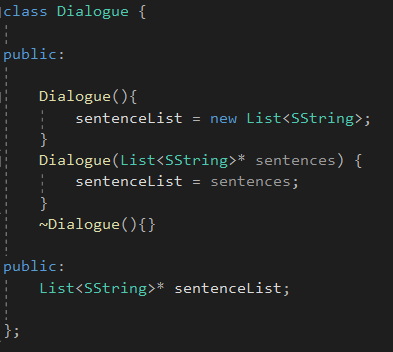 class Dialogue {
public:
Dialogue(){
sentenceList = new List<SString>;
}
Dialogue(List<SString>* sentences) {
sentenceList = sentences;
}
~Dialogue(){}
public:
List<SString>* sentenceList;
};